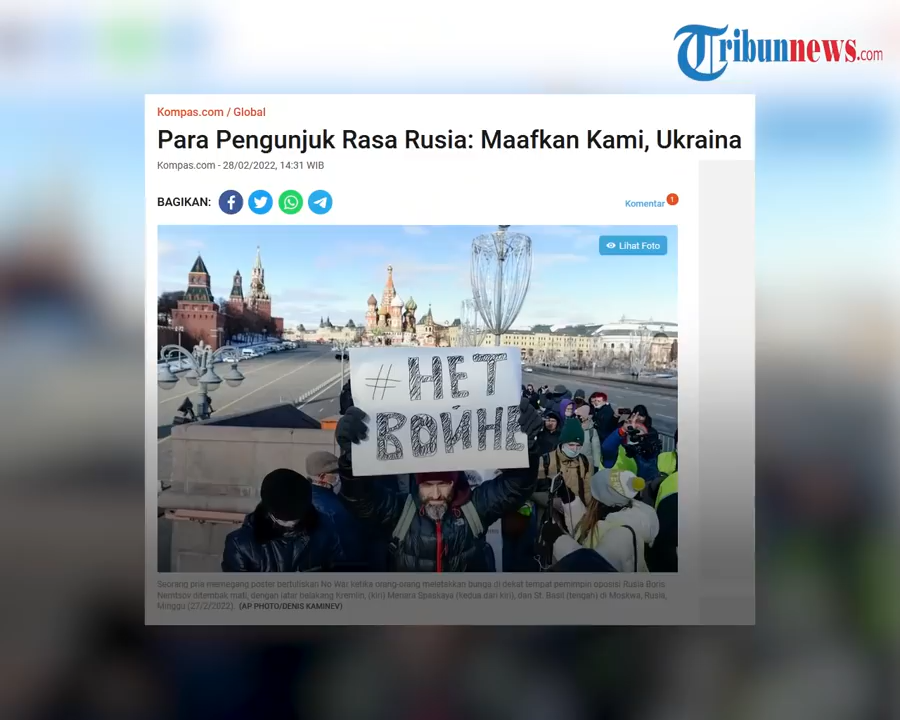 Tribunnews.com
Kompas.com / Global
Para Pengunjuk Rasa Rusia: Maafkan Kami, Ukraina
Kompas.com - 28/02/2022, 14:31 WIB
BAGIKAN:
Komentar 1
Lihat Foto
# НЕТ
ВОЙНЕ
Seorang pria memegang poster bertuliskan No War ketika orang-orang meletakkan bunga di dekat tempat pemimpin oposisi Rusia Boris
Nemtsov ditembak mati, dengan latar belakang Kremlin, (kiri) Menara Spaskaya (kedua dari kiri), dan St. Basil (tengah) di Moskwa, Rusia,
Minggu (27/2/2022). (AP PHOTO/DENIS KAMINEV)